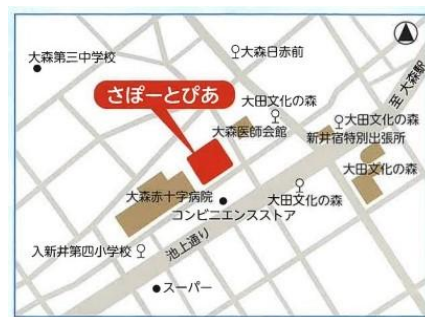 大森第三中学校
大森日赤前
至 大森駅
さぽーとぴあ
大田文化の森
大森医師会館
大田文化の森
新井宿特別出張所
大田文化の森
大森赤十字病院
大田文化の森
コンビニエンスストア
池上通り
入新井第四小学校
スーパー